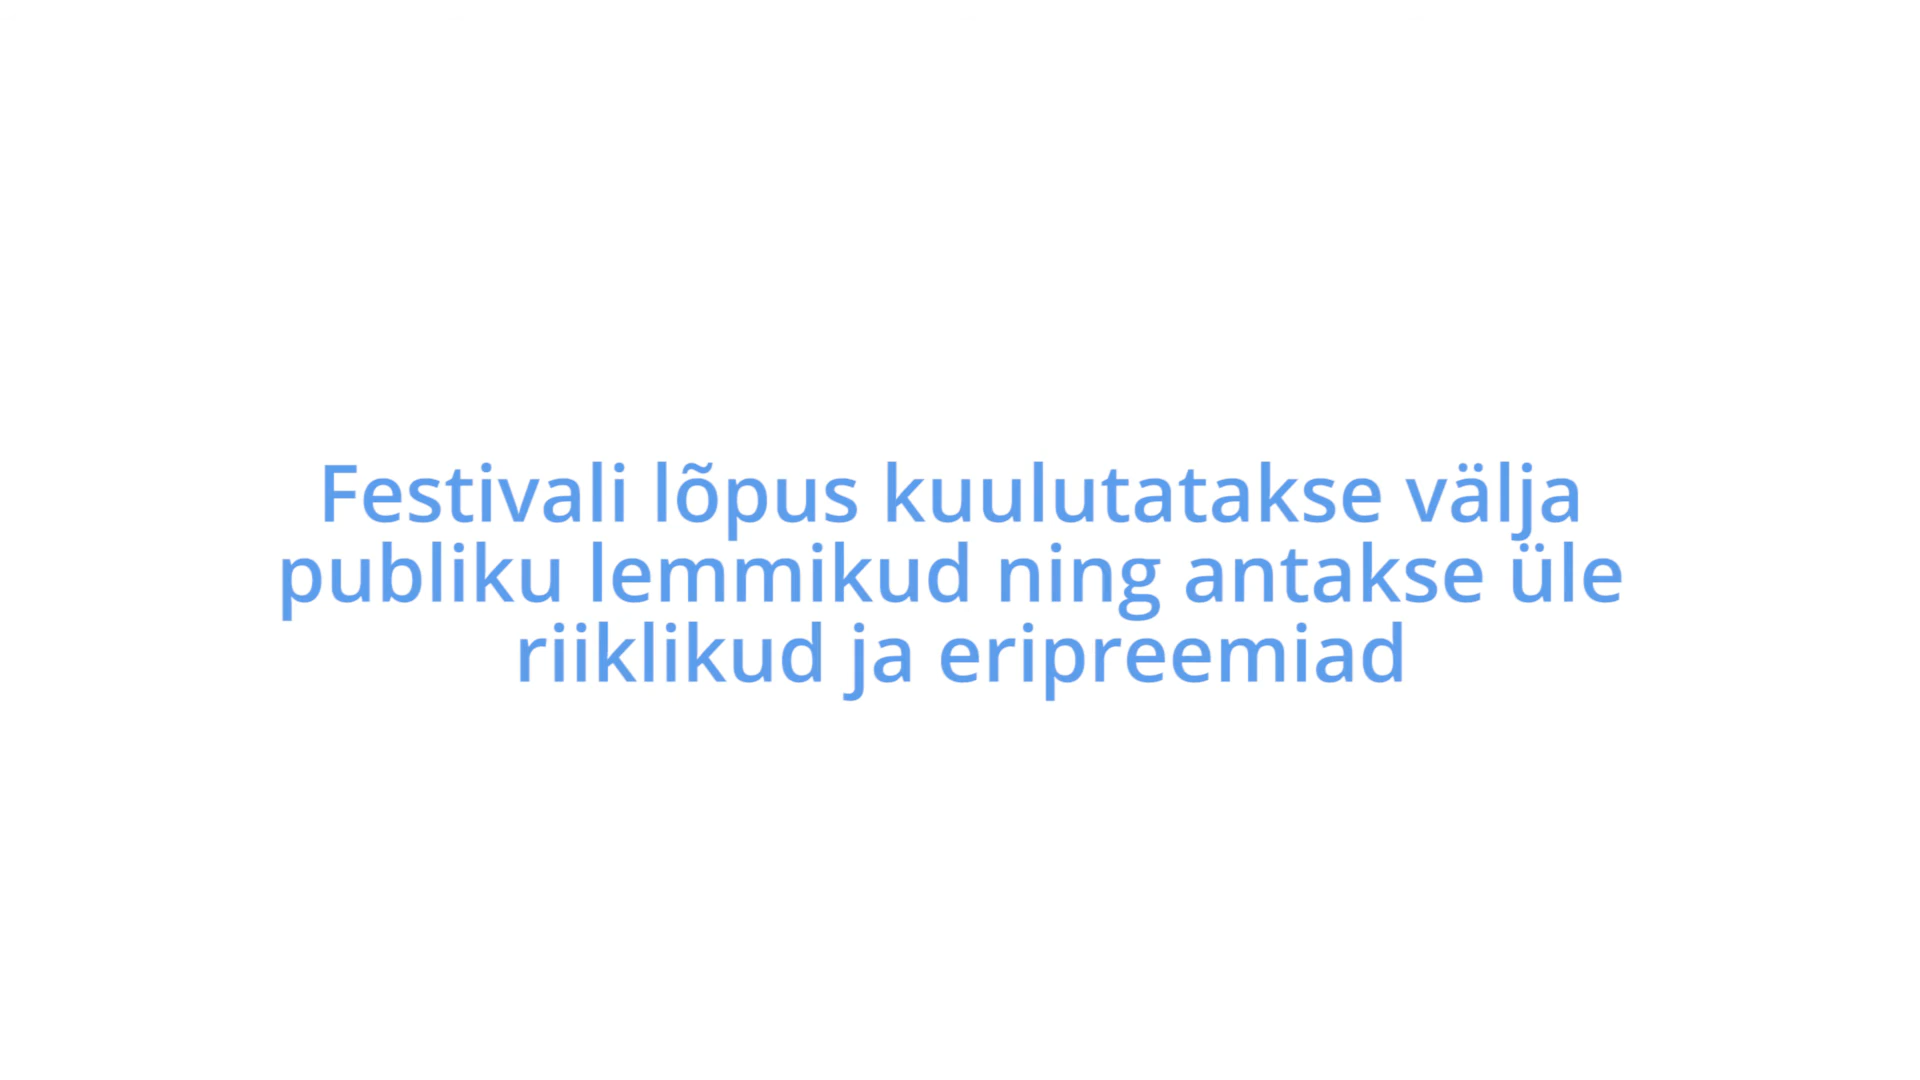 Festivali lõpus kuulutatakse välja
publiku lemmikud ning antakse üle
riiklikud ja eripreemiad